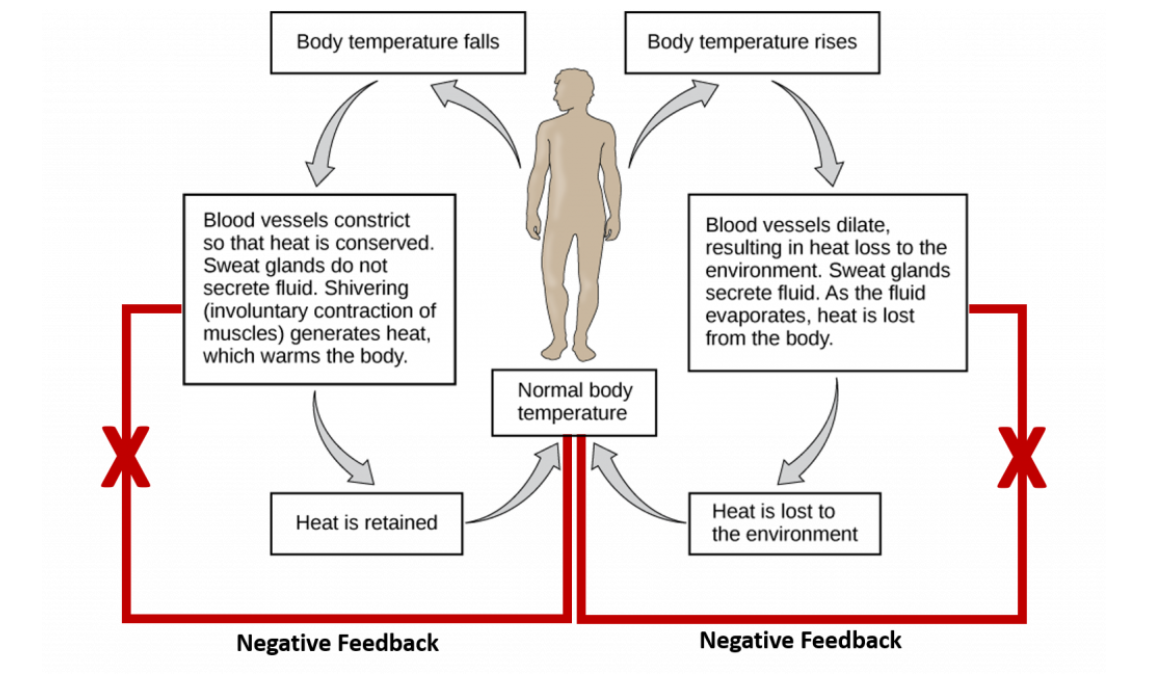 Body temperature falls
Body temperature rises
Blood vessels constrict
so that heat is conserved.
Sweat glands do not
secrete fluid. Shivering
(involuntary contraction of
muscles) generates heat,
which warms the body.
Blood vessels dilate,
resulting in heat loss to the
environment. Sweat glands
secrete fluid. As the fluid
evaporates, heat is lost
from the body.
Normal body
temperature
X
X
Heat is retained
Heat is lost to
the environment
Negative Feedback
Negative Feedback